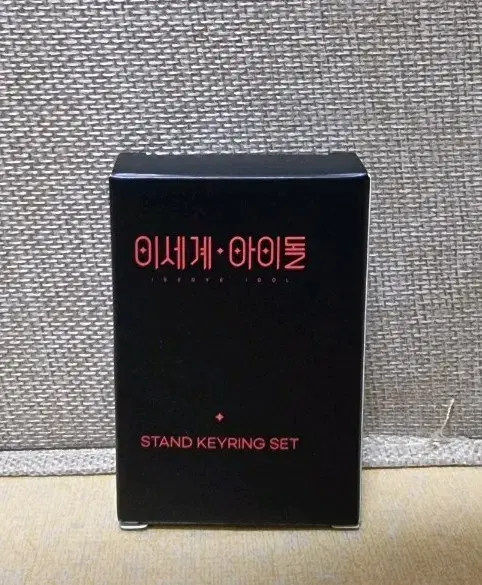 이세계·아이돌
ISEGYE IDOL
STAND KEYRING SET